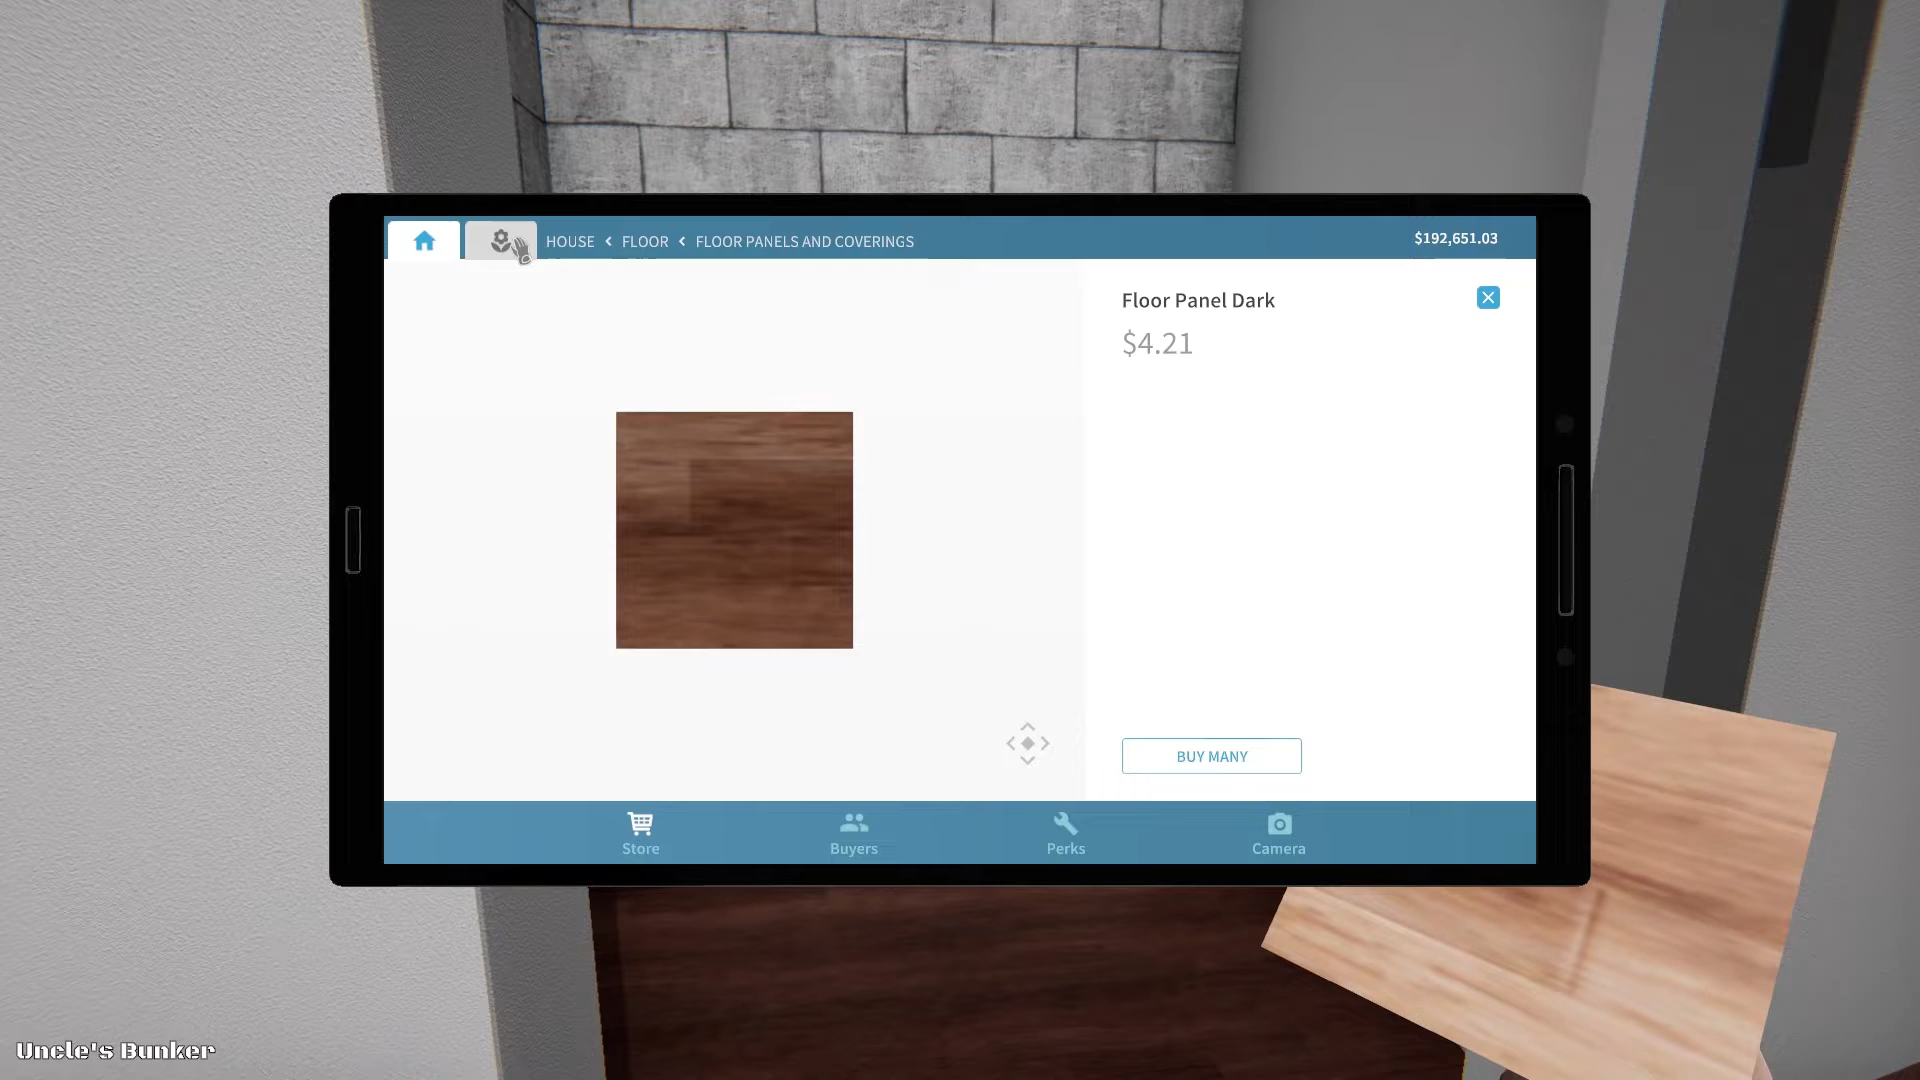 HOUSE < FLOOR < FLOOR PANELS AND COVERINGS
$192,651.03
Floor Panel Dark
$4.21
BUY MANY
Store
Buyers
Perks
Camera
Uncle's Bunker